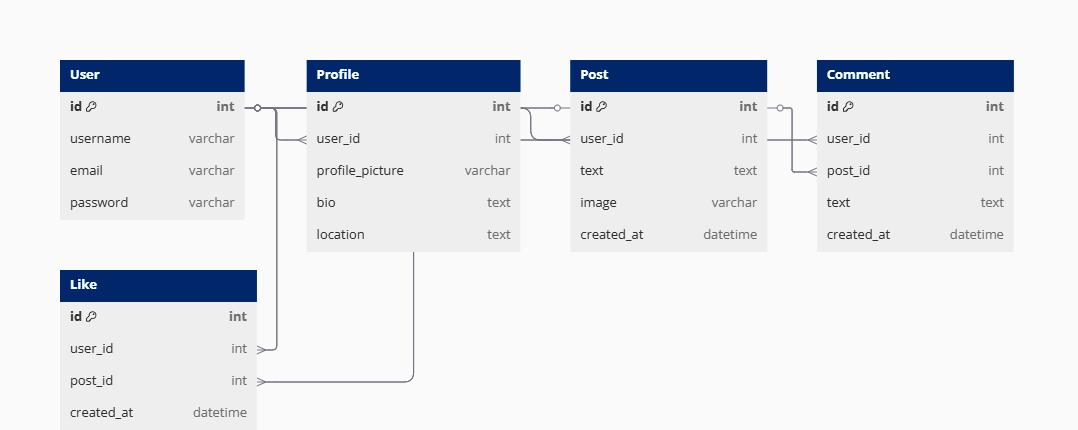 User
id int
username varchar
email varchar
password varchar
Profile
id int
user_id int
profile_picture varchar
bio text
location text
Post
id int
user_id int
text text
image varchar
created_at datetime
Comment
id int
user_id int
post_id int
text text
created_at datetime
Like
id int
user_id int
post_id int
created_at datetime